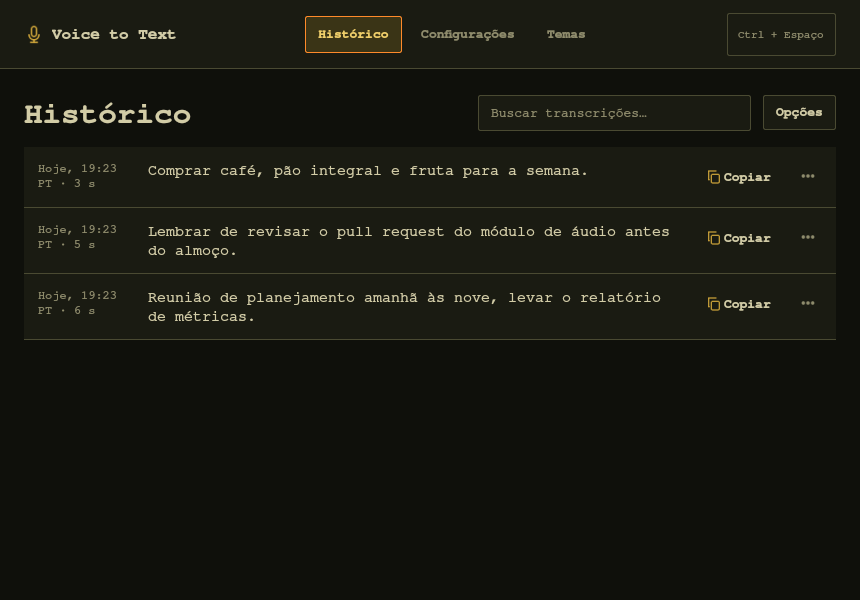 Voice to Text
Histórico
Configurações
Temas
Ctrl + Espaço
Histórico
Buscar transcrições…
Opções
Hoje, 19:23
PT · 3 s
Comprar café, pão integral e fruta para a semana.
Copiar
Hoje, 19:23
PT · 5 s
Lembrar de revisar o pull request do módulo de áudio antes
do almoço.
Copiar
Hoje, 19:23
PT · 6 s
Reunião de planejamento amanhã às nove, levar o relatório
de métricas.
Copiar